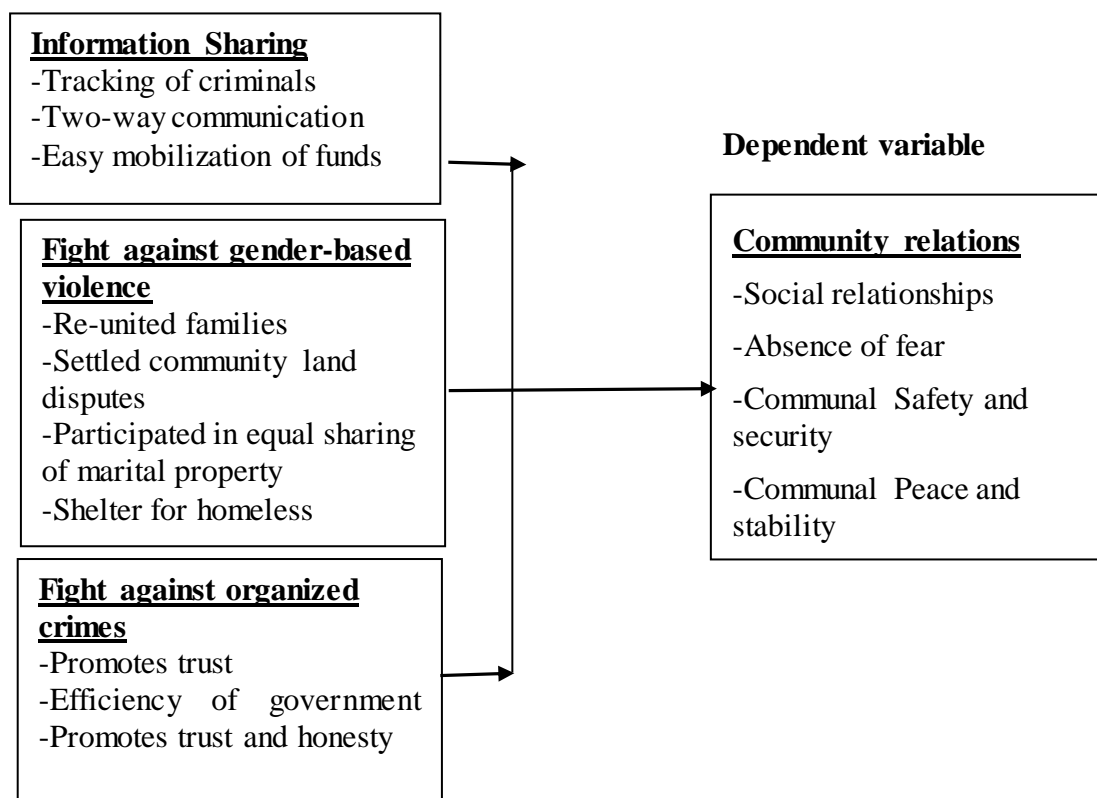 Information Sharing
-Tracking of criminals
-Two-way communication
-Easy mobilization of funds
Fight against gender-based
violence
-Re-united families
-Settled community land
disputes
-Participated in equal sharing
of marital property
-Shelter for homeless
Fight against organized
crimes
-Promotes trust
-Efficiency of government
-Promotes trust and honesty
Dependent variable
Community relations
-Social relationships
-Absence of fear
-Communal Safety and
security
-Communal Peace and
stability